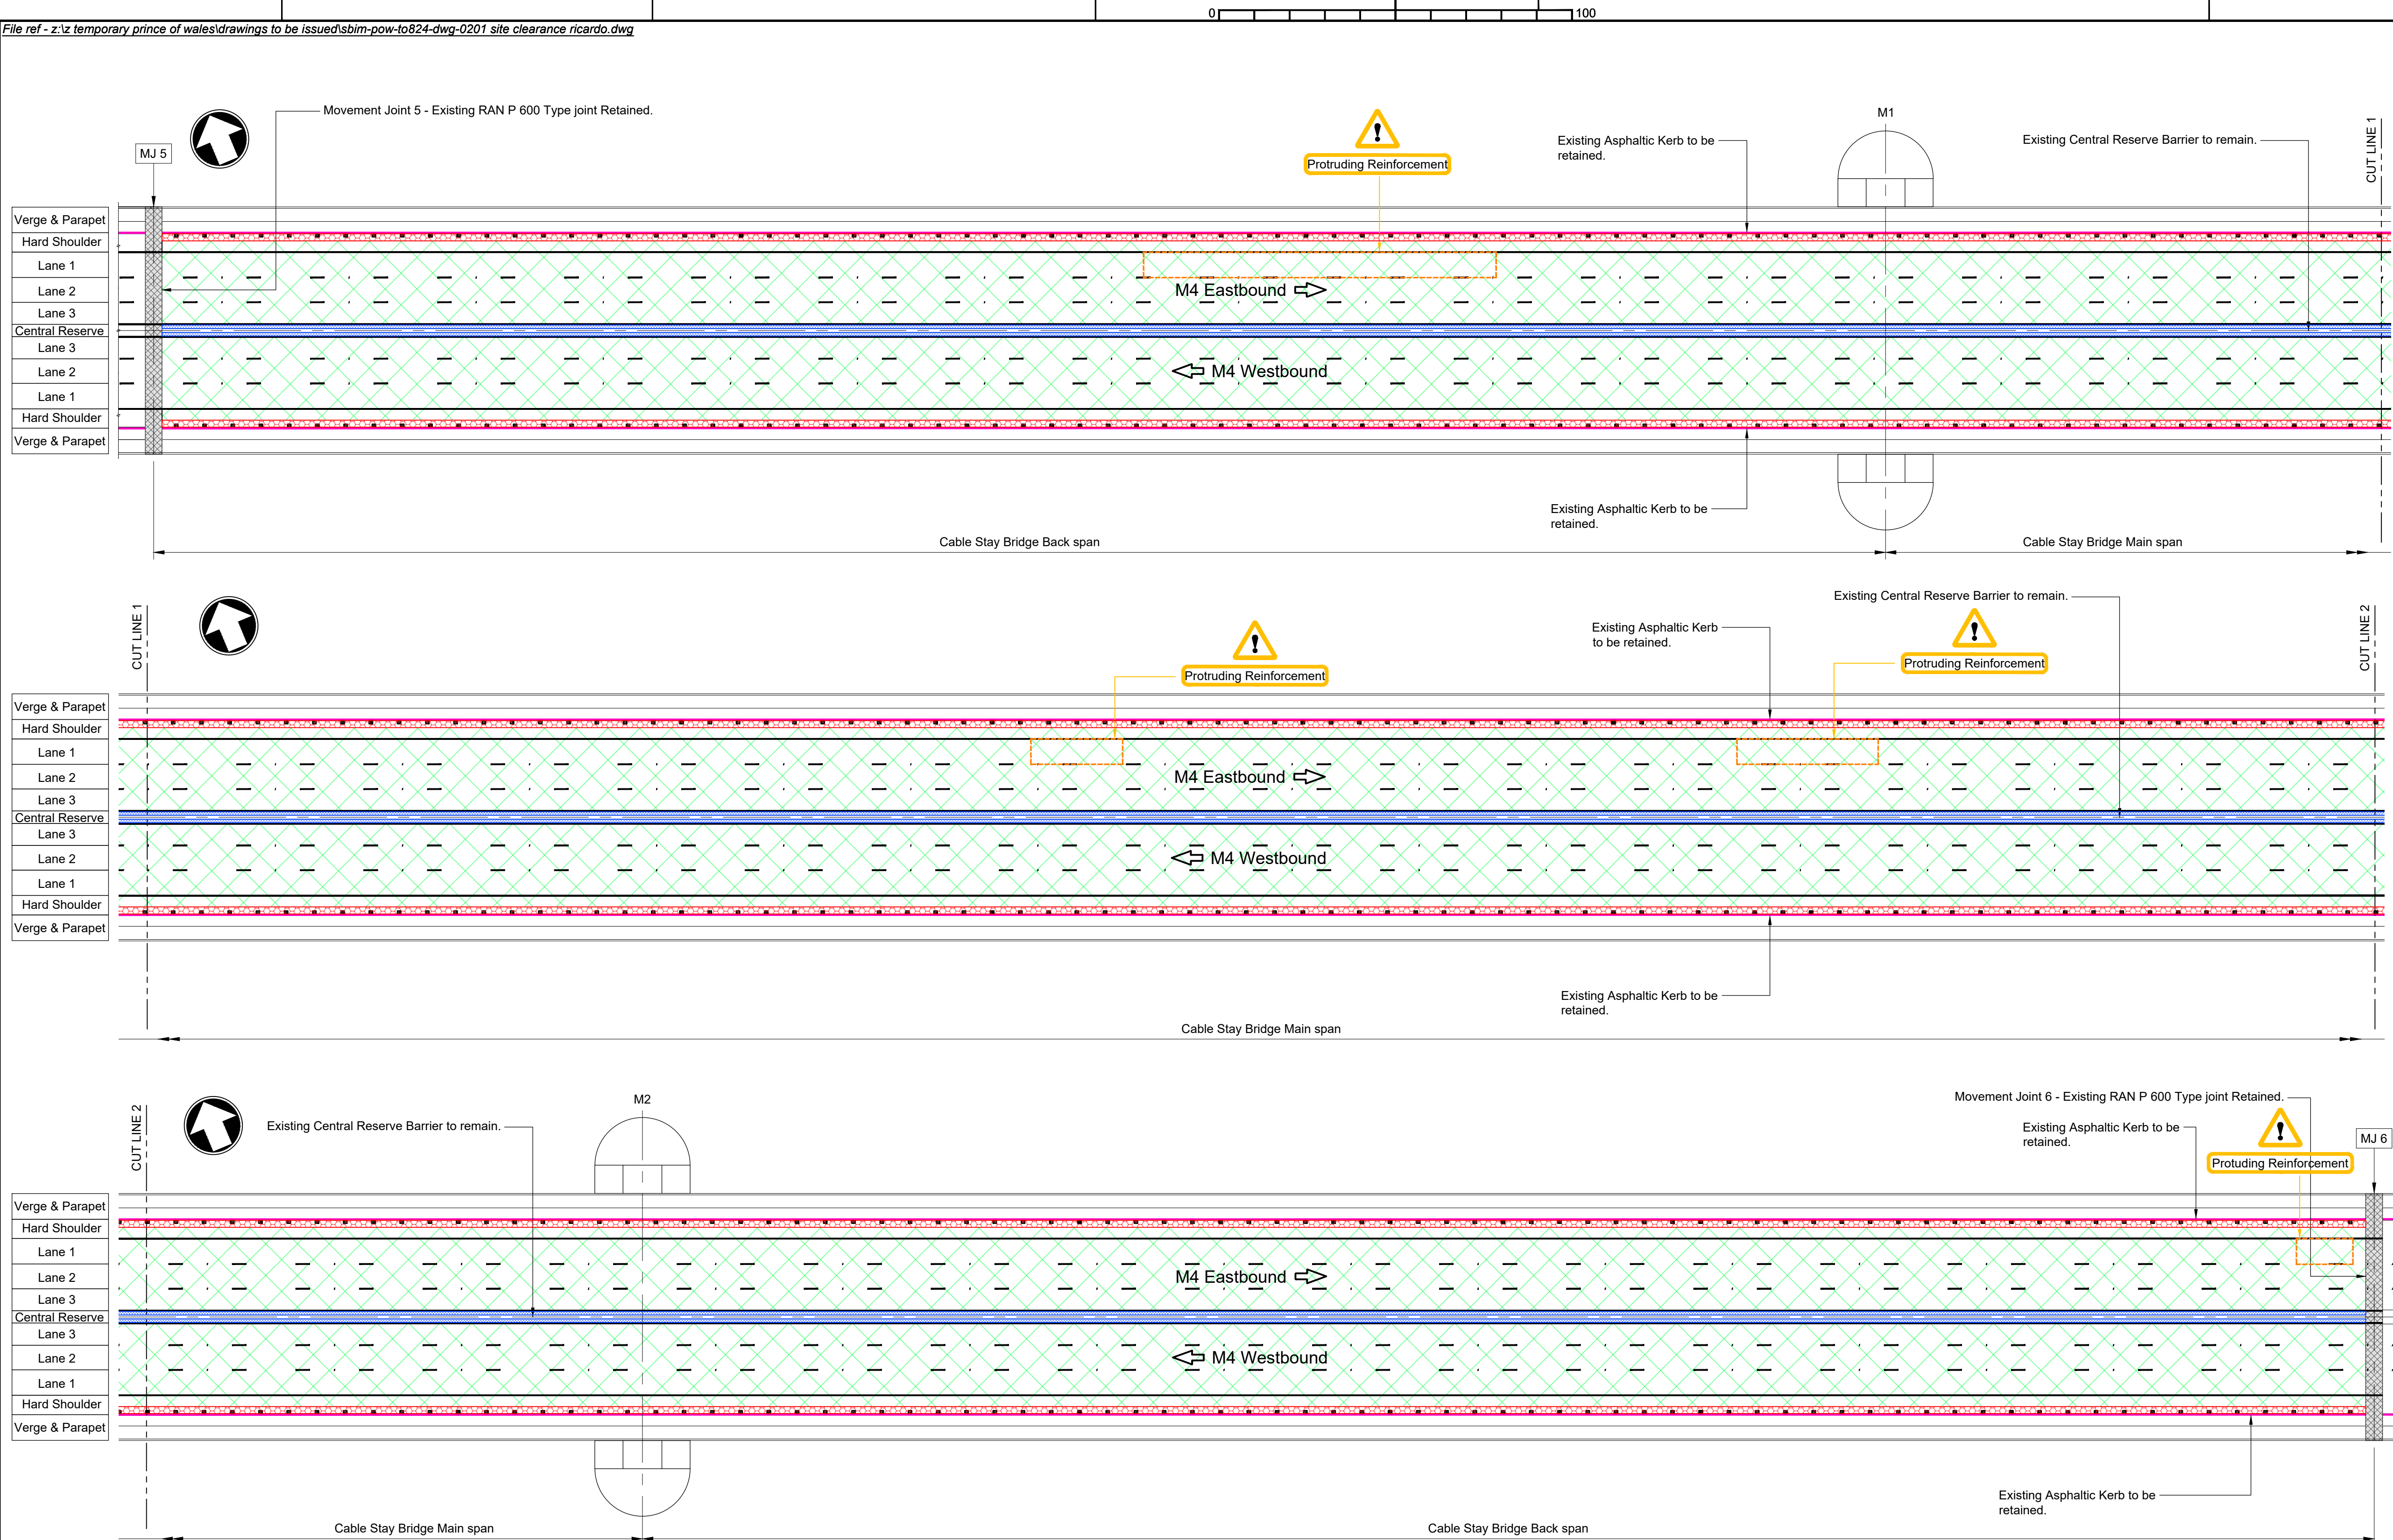 0 100
File ref - z:\z temporary prince of wales\drawings to be issued\sbim-pow-to824-dwg-0201 site clearance ricardo.dwg
Movement Joint 5 - Existing RAN P 600 Type joint Retained.
MJ 5
Protruding Reinforcement
Existing Asphaltic Kerb to be
retained.
M1
Existing Central Reserve Barrier to remain.
CUT LINE 1
Verge & Parapet
Hard Shoulder
Lane 1
Lane 2
Lane 3
Central Reserve
Lane 3
Lane 2
Lane 1
Hard Shoulder
Verge & Parapet
M4 Eastbound
M4 Westbound
Existing Asphaltic Kerb to be
retained.
Cable Stay Bridge Back span
Cable Stay Bridge Main span
CUT LINE 1
Protruding Reinforcement
Existing Asphaltic Kerb
to be retained.
Existing Central Reserve Barrier to remain.
Protruding Reinforcement
CUT LINE 2
Verge & Parapet
Hard Shoulder
Lane 1
Lane 2
Lane 3
Central Reserve
Lane 3
Lane 2
Lane 1
Hard Shoulder
Verge & Parapet
M4 Eastbound
M4 Westbound
Existing Asphaltic Kerb to be
retained.
Cable Stay Bridge Main span
CUT LINE 2
Existing Central Reserve Barrier to remain.
M2
Movement Joint 6 - Existing RAN P 600 Type joint Retained.
Existing Asphaltic Kerb to be
retained.
Protuding Reinforcement
MJ 6
Verge & Parapet
Hard Shoulder
Lane 1
Lane 2
Lane 3
Central Reserve
Lane 3
Lane 2
Lane 1
Hard Shoulder
Verge & Parapet
M4 Eastbound
M4 Westbound
Existing Asphaltic Kerb to be
retained.
Cable Stay Bridge Main span
Cable Stay Bridge Back span